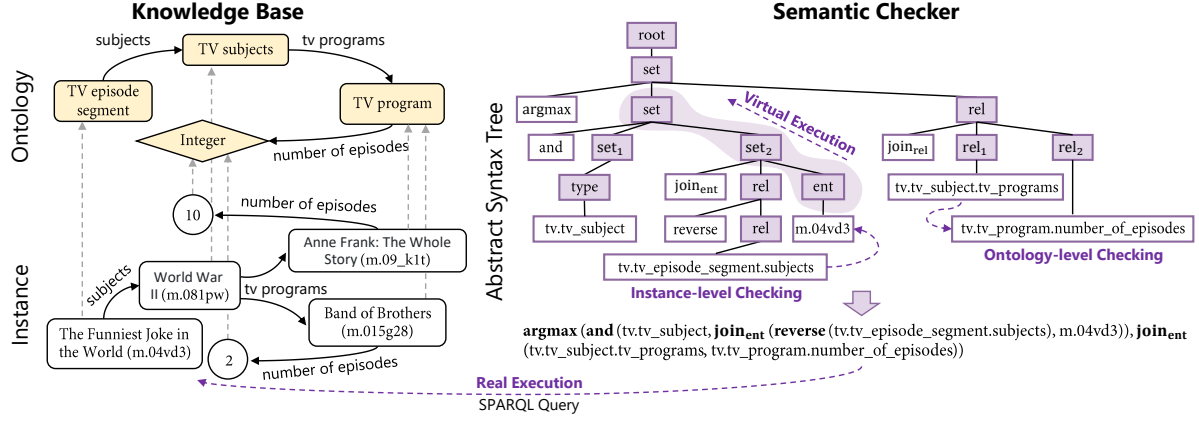 Knowledge Base
Ontology
subjects
TV subjects
tv programs
TV episode
segment
TV program
Integer
number of episodes
Instance
10
number of episodes
Anne Frank: The Whole
Story (m.09_k1t)
subjects
World War
II (m.081pw)
tv programs
Band of Brothers
(m.015g28)
The Funniest Joke in
the World (m.04vd3)
2
number of episodes
Semantic Checker
Abstract Syntax Tree
root
set
argmax
set
Virtual Execution
rel
and
set1
set2
joinrel
rel1
rel2
type
joinent
rel
ent
tv.tv_subject.tv_programs
tv.tv_subject
reverse
rel
m.04vd3
tv.tv_program.number_of_episodes
tv.tv_episode_segment.subjects
Ontology-level Checking
Instance-level Checking
argmax (and (tv.tv_subject, joinent (reverse (tv.tv_episode_segment.subjects), m.04vd3)), joinent
(tv.tv_subject.tv_programs, tv.tv_program.number_of_episodes))
Real Execution
SPARQL Query